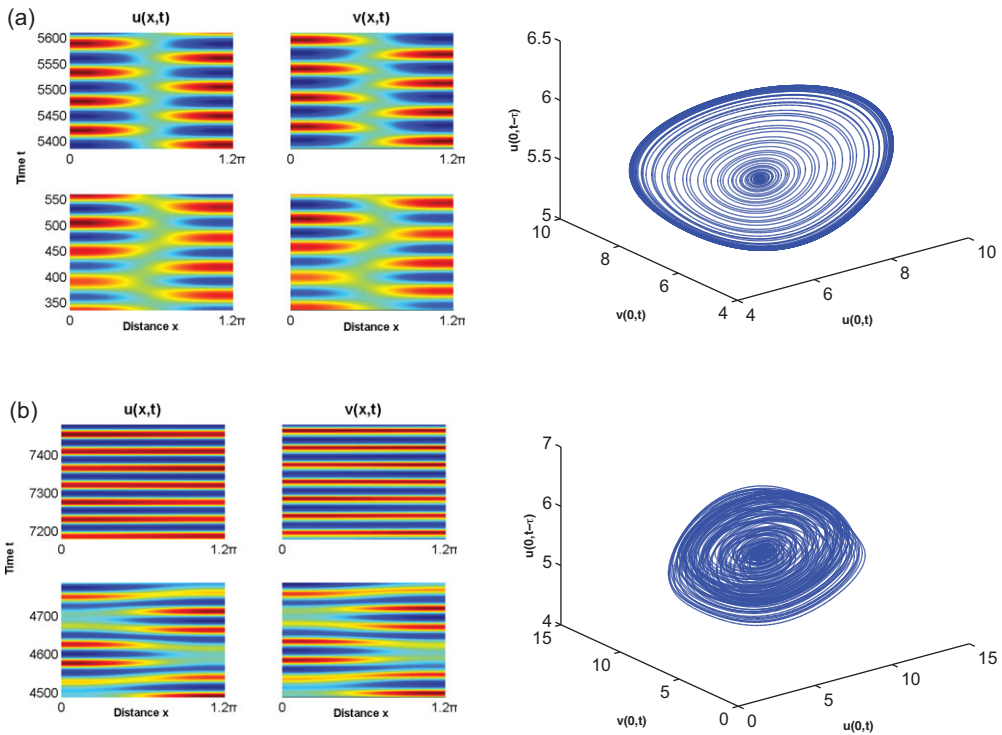 (a)
u(x,t)
v(x,t)
5600
5550
5500
5450
5400
0
1.2π
0
1.2π
Time t
550
500
450
400
350
0
Distance x
1.2π
0
Distance x
1.2π
6.5
6
5.5
5
u(0,t−τ)
10
8
6
4
v(0,t)
4
6
8
10
u(0,t)
(b)
u(x,t)
v(x,t)
7400
7300
7200
0
1.2π
0
1.2π
Time t
4700
4600
4500
0
Distance x
1.2π
0
Distance x
1.2π
7
6
5
4
u(0,t−τ)
15
10
5
0
v(0,t)
0
5
10
15
u(0,t)